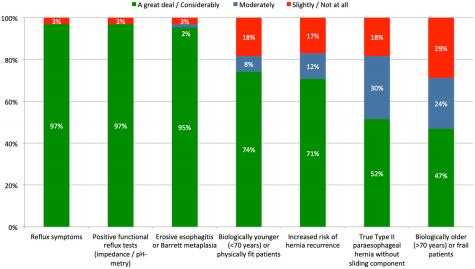 A great deal / Considerably Moderately Slightly / Not at all
100% 80% 60% 40% 20% 0%
3% 3% 3% 18% 17% 18% 29%
2% 8% 12% 30% 24%
97% 97% 95% 74% 71% 52% 47%
Reflux symptoms
Positive functional
reflux tests
(impedance / pH-
metry)
Erosive esophagitis
or Barrett metaplasia
Biologically younger
(<70 years) or
physically fit patients
Increased risk of
hernia recurrence
True Type II
paraesophageal
hernia without
sliding component
Biologically older
(>70 years) or frail
patients